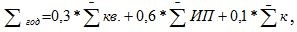 ∑ год = 0,3 * ∑̄ кв. + 0,6 * ∑̄ ИП + 0,1 * ∑̄ к ,